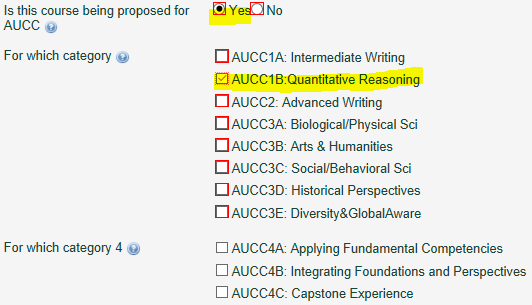 Is this course being proposed for Yes No
AUCC
For which category AUCC1A: Intermediate Writing
AUCC1B:Quantitative Reasoning
AUCC2: Advanced Writing
AUCC3A: Biological/Physical Sci
AUCC3B: Arts & Humanities
AUCC3C: Social/Behavioral Sci
AUCC3D: Historical Perspectives
AUCC3E: Diversity&GlobalAware
For which category 4 AUCC4A: Applying Fundamental Competencies
AUCC4B: Integrating Foundations and Perspectives
AUCC4C: Capstone Experience